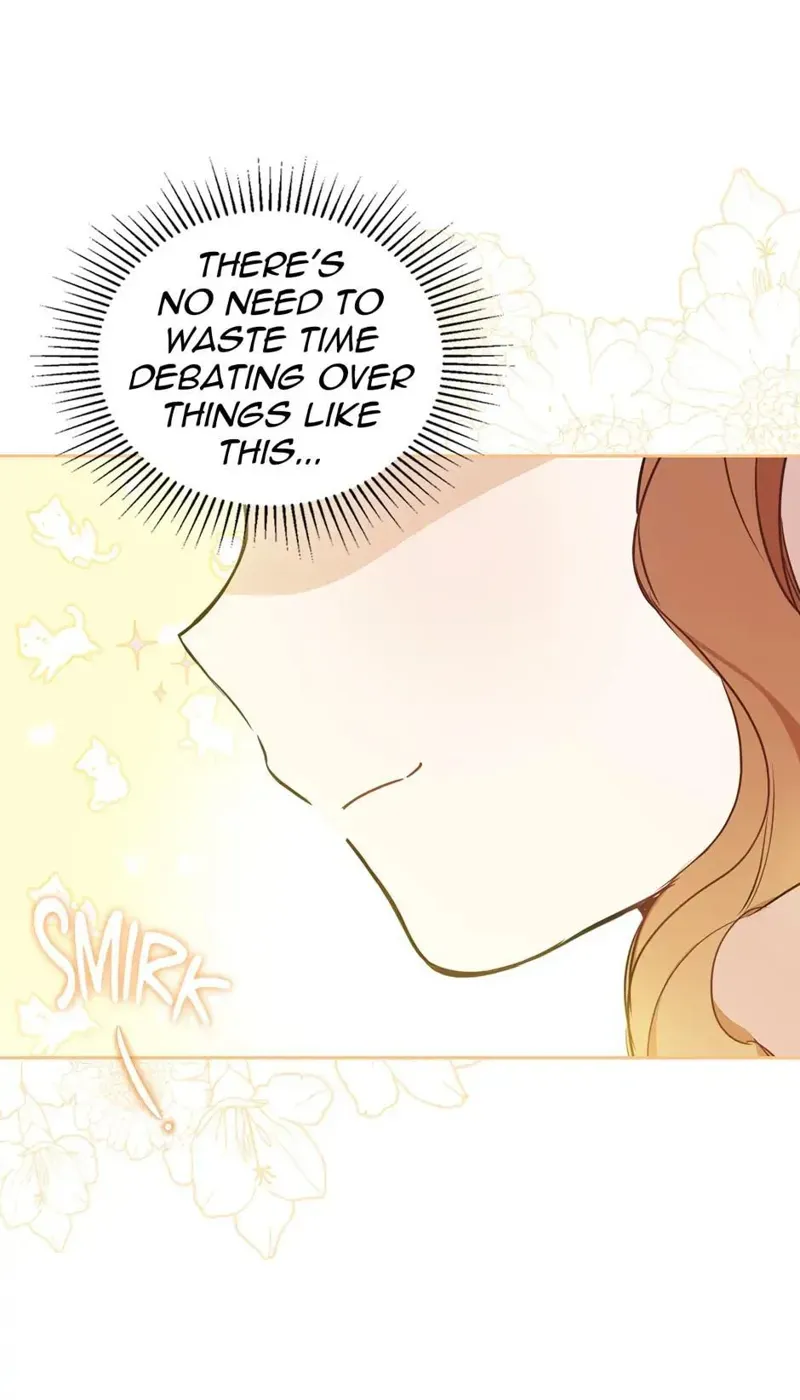 THERE'S
NO NEED TO
WASTE TIME
DEBATING OVER
THINGS LIKE
THIS...
SMIRK